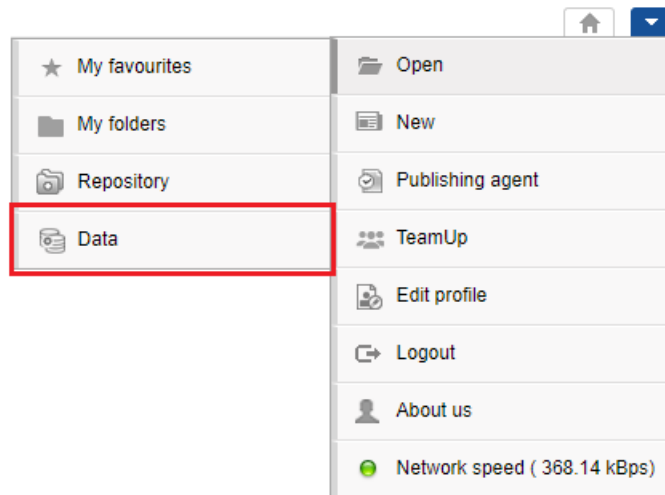 My favourites
My folders
Repository
Data
Open
New
Publishing agent
TeamUp
Edit profile
Logout
About us
Network speed ( 368.14 kBps)